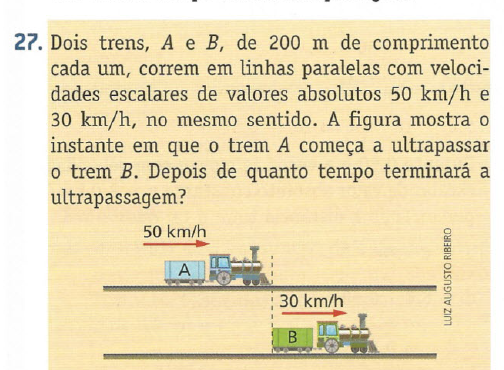 27. Dois trens, A e B, de 200 m de comprimento
cada um, correm em linhas paralelas com veloci-
dades escalares de valores absolutos 50 km/h e
30 km/h, no mesmo sentido. A figura mostra o
instante em que o trem A começa a ultrapassar
o trem B. Depois de quanto tempo terminará a
ultrapassagem?
50 km/h
A
30 km/h
B
LUIZ AUGUSTO RIBEIRO